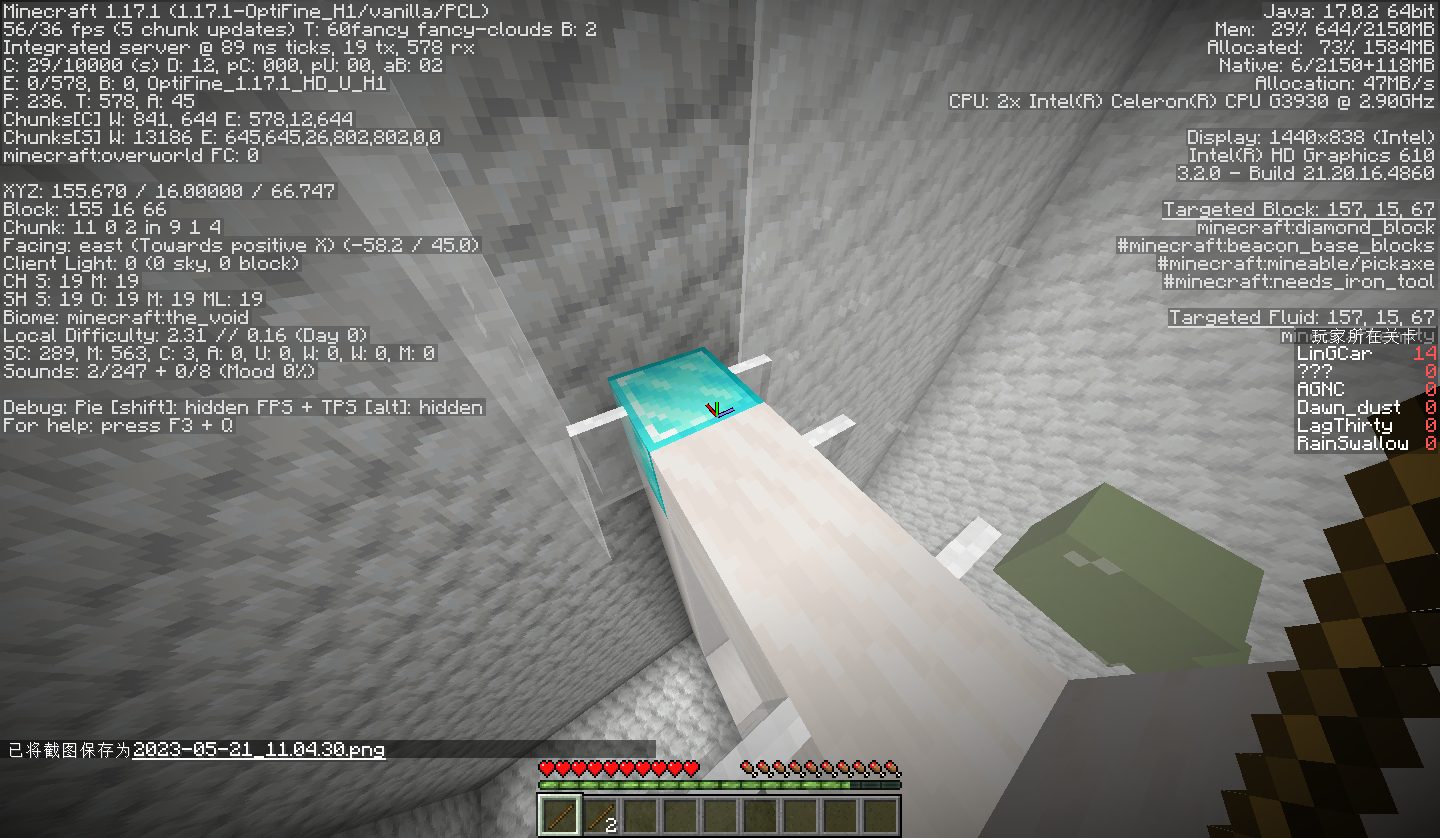 Minecraft 1.17.1 (1.17.1-OptiFine_H1/vanilla/PCL)
56/36 fps (5 chunk updates) T: 60fancy fancy-clouds B: 2
Integrated server @ 89 ms ticks, 19 tx, 578 rx
C: 29/10000 (s) D: 12, pC: 000, pU: 00, aB: 02
E: 0/578, B: 0, OptiFine_1.17.1_HD_U_H1
P: 236. T: 578, A: 45
Chunks[C] W: 841, 644 E: 578,12,644
Chunks[S] W: 13186 E: 645,645,26,802,802,0,0
minecraft:overworld FC: 0
XYZ: 155.670 / 16.00000 / 66.747
Block: 155 16 66
Chunk: 11 0 2 in 9 1 4
Facing: east (Towards positive X) (-58.2 / 45.0)
Client Light: 0 (0 sky, 0 block)
CH S: 19 M: 19
SH S: 19 O: 19 M: 19 ML: 19
Biome: minecraft:the_void
Local Difficulty: 2.31 // 0.16 (Day 0)
SC: 289, M: 563, C: 3, A: 0, U: 0, W: 0, W: 0, M: 0
Sounds: 2/247 + 0/8 (Mood 0%)
Debug: Pie [shift]: hidden FPS + TPS [alt]: hidden
For help: press F3 + Q
Java: 17.0.2 64bit
Mem: 29% 644/2150MB
Allocated: 73% 1584MB
Native: 6/2150+118MB
Allocation: 47MB/s
CPU: 2x Intel(R) Celeron(R) CPU G3930 @ 2.90GHz
Display: 1440x838 (Intel)
Intel(R) HD Graphics 610
3.2.0 - Build 21.20.16.4860
Targeted Block: 157, 15, 67
minecraft:diamond_block
#minecraft:beacon_base_blocks
#minecraft:mineable/pickaxe
#minecraft:needs_iron_tool
Targeted Fluid: 157, 15, 67
玩家所在关卡
LinGCar 14
??? 0
AGNC 0
Dawn_dust 0
LagThirty 0
RainSwallow 0
已将截图保存为2023-05-21_11.04.30.png
2